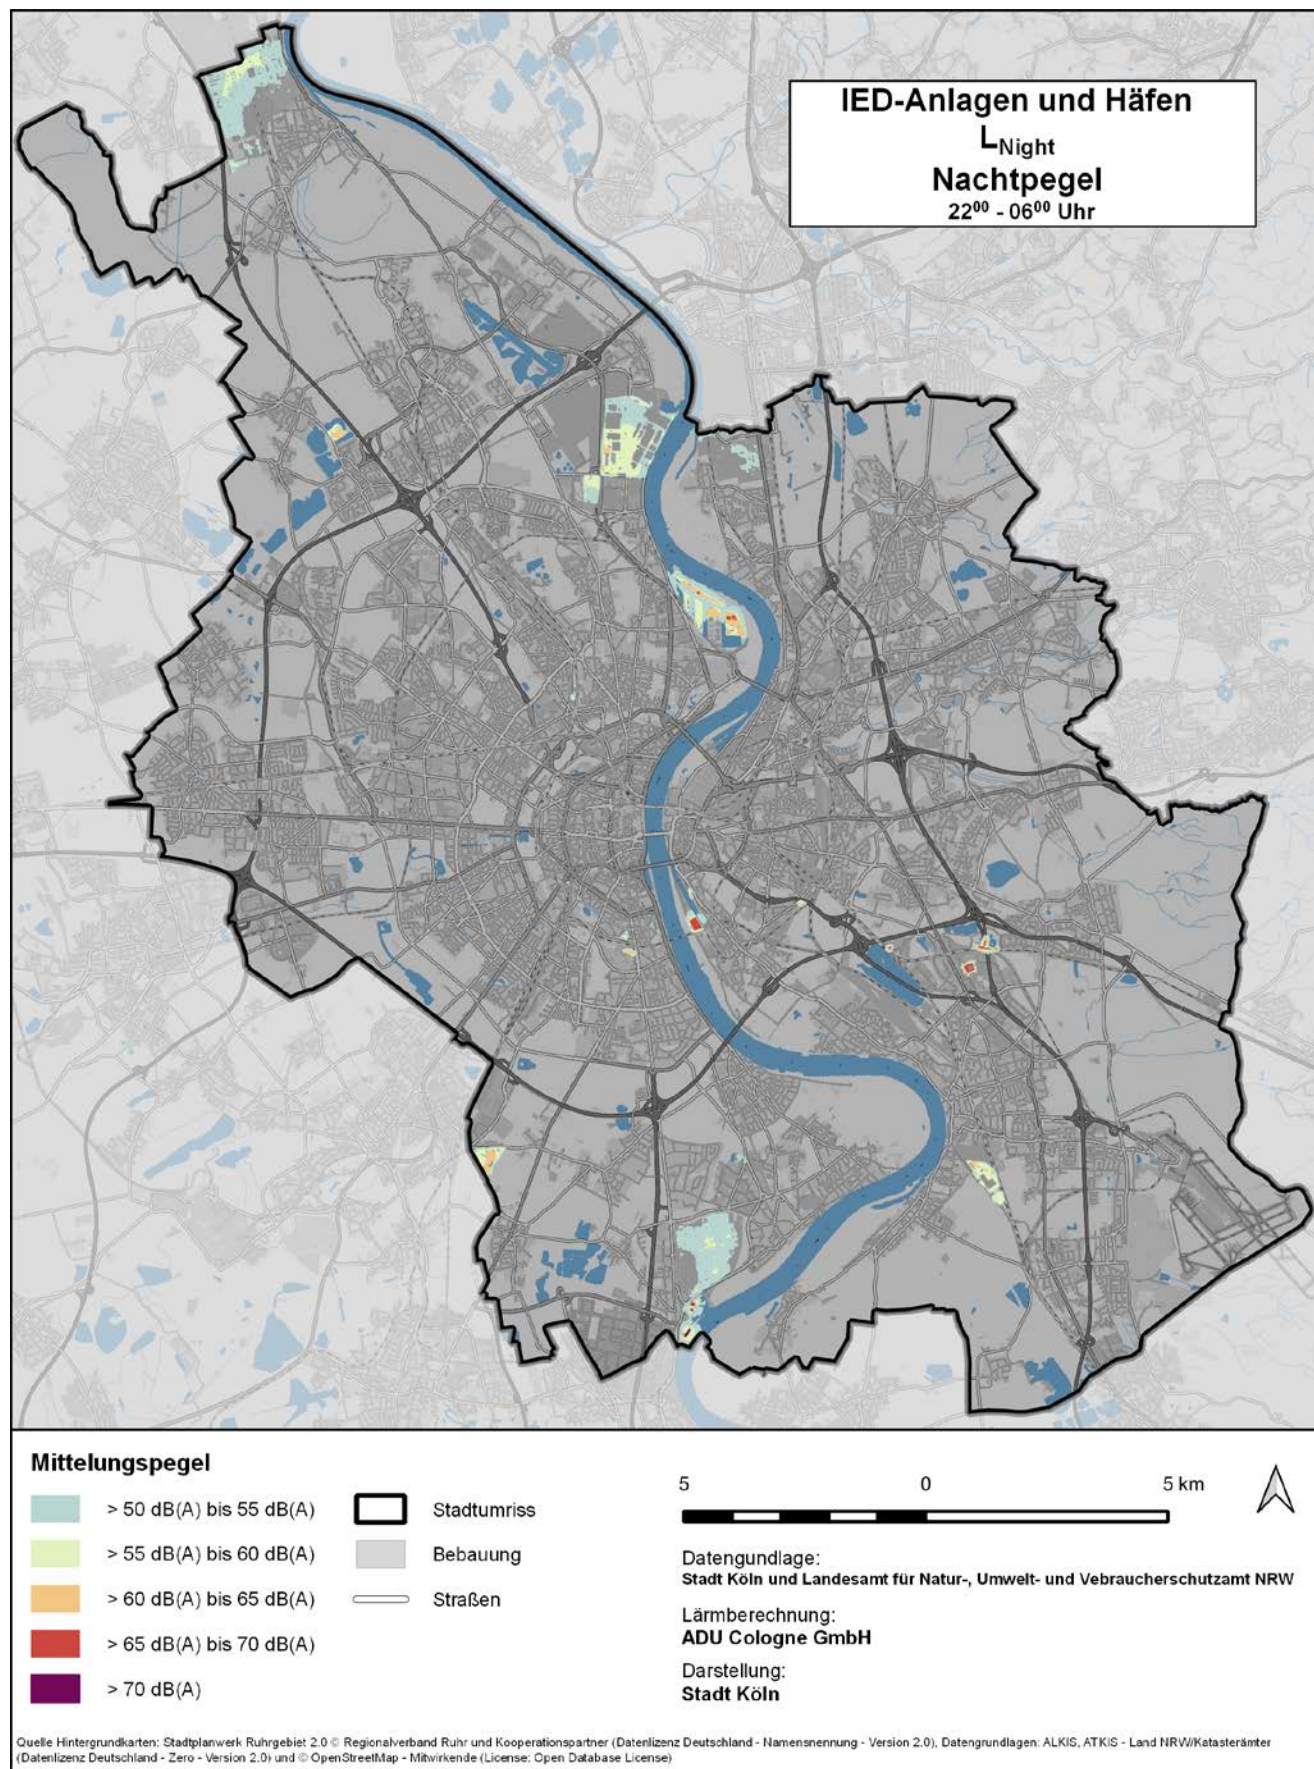 IED-Anlagen und Häfen
LNight
Nachtpegel
22⁰⁰ - 06⁰⁰ Uhr
Mittelungspegel
> 50 dB(A) bis 55 dB(A)
> 55 dB(A) bis 60 dB(A)
> 60 dB(A) bis 65 dB(A)
> 65 dB(A) bis 70 dB(A)
> 70 dB(A)
Stadtumriss
Bebauung
Straßen
5 0 5 km
Datengundlage:
Stadt Köln und Landesamt für Natur-, Umwelt- und Vebraucherschutzamt NRW
Lärmberechnung:
ADU Cologne GmbH
Darstellung:
Stadt Köln
Quelle Hintergrundkarten: Stadtplanwerk Ruhrgebiet 2.0 © Regionalverband Ruhr und Kooperationspartner (Datenlizenz Deutschland - Namensnennung - Version 2.0), Datengrundlagen: ALKIS, ATKIS - Land NRW/Katasterämter
(Datenlizenz Deutschland - Zero - Version 2.0) und © OpenStreetMap - Mitwirkende (License: Open Database License)